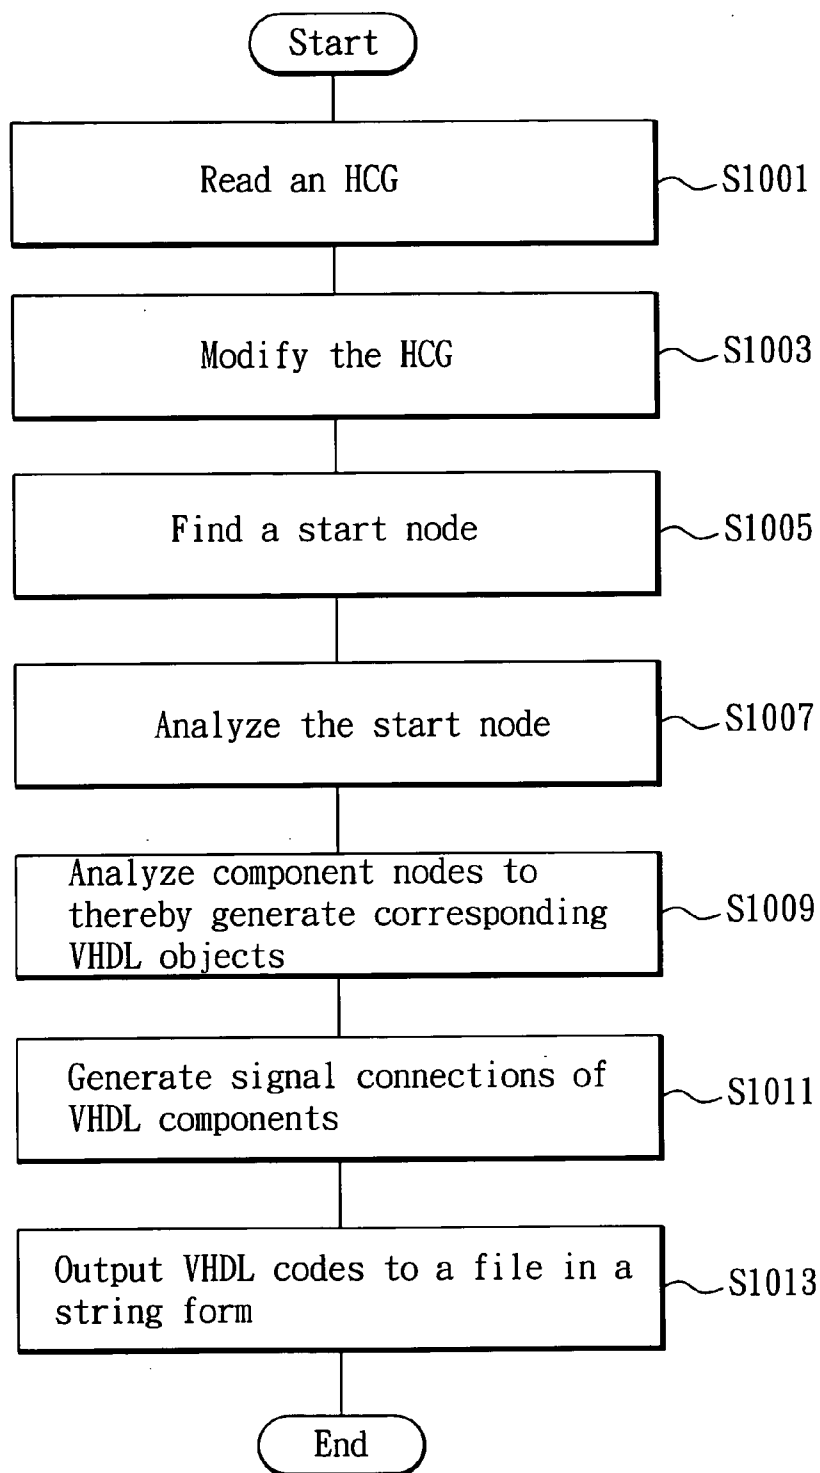 Start
Read an HCG
S1001
Modify the HCG
S1003
Find a start node
S1005
Analyze the start node
S1007
Analyze component nodes to
thereby generate corresponding
VHDL objects
S1009
Generate signal connections of
VHDL components
S1011
Output VHDL codes to a file in a
string form
S1013
End